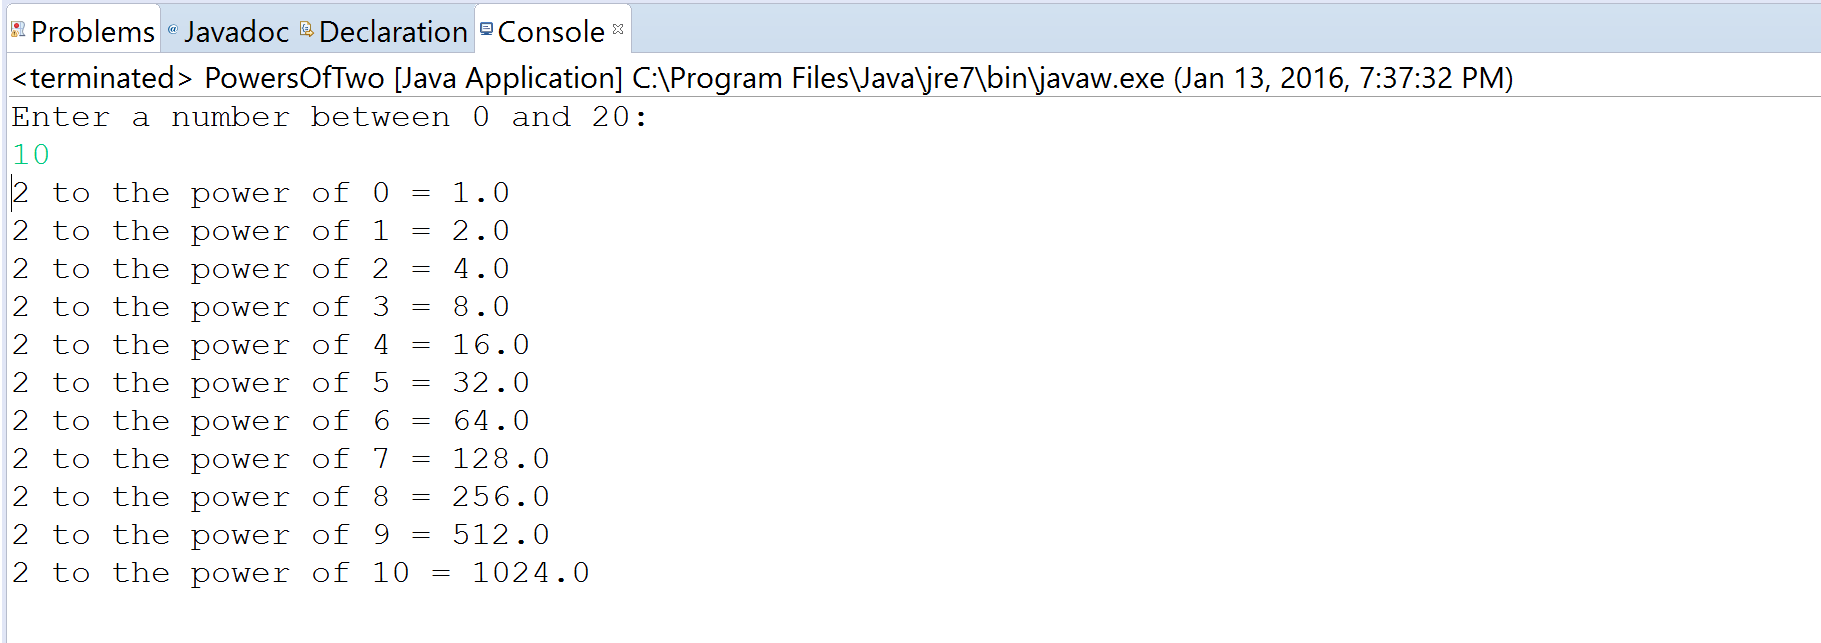 Problems Javadoc Declaration Console
<terminated> PowersOfTwo [Java Application] C:\Program Files\Java\jre7\bin\javaw.exe (Jan 13, 2016, 7:37:32 PM)
Enter a number between 0 and 20:
10
2 to the power of 0 = 1.0
2 to the power of 1 = 2.0
2 to the power of 2 = 4.0
2 to the power of 3 = 8.0
2 to the power of 4 = 16.0
2 to the power of 5 = 32.0
2 to the power of 6 = 64.0
2 to the power of 7 = 128.0
2 to the power of 8 = 256.0
2 to the power of 9 = 512.0
2 to the power of 10 = 1024.0